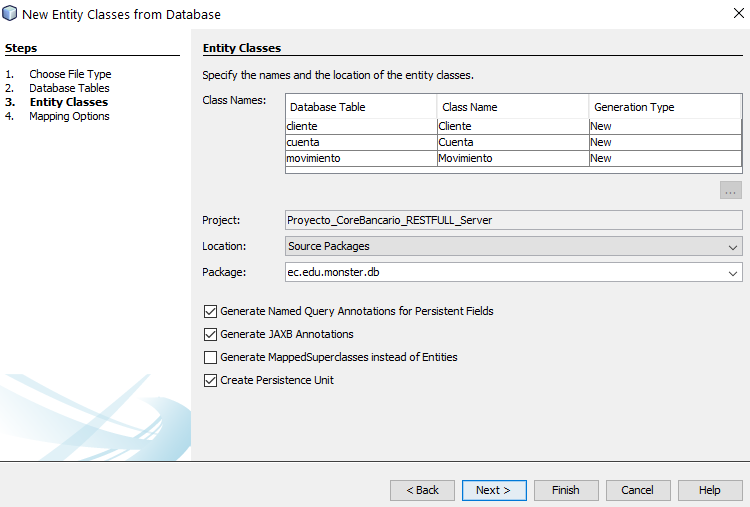 New Entity Classes from Database
Steps
1. Choose File Type
2. Database Tables
3. Entity Classes
4. Mapping Options
Entity Classes
Specify the names and the location of the entity classes.
Class Names:
Database Table Class Name Generation Type
cliente Cliente New
cuenta Cuenta New
movimiento Movimiento New
...
Project: Proyecto_CoreBancario_RESTFULL_Server
Location: Source Packages
Package: ec.edu.monster.db
Generate Named Query Annotations for Persistent Fields
Generate JAXB Annotations
Generate MappedSuperclasses instead of Entities
Create Persistence Unit
< Back Next > Finish Cancel Help